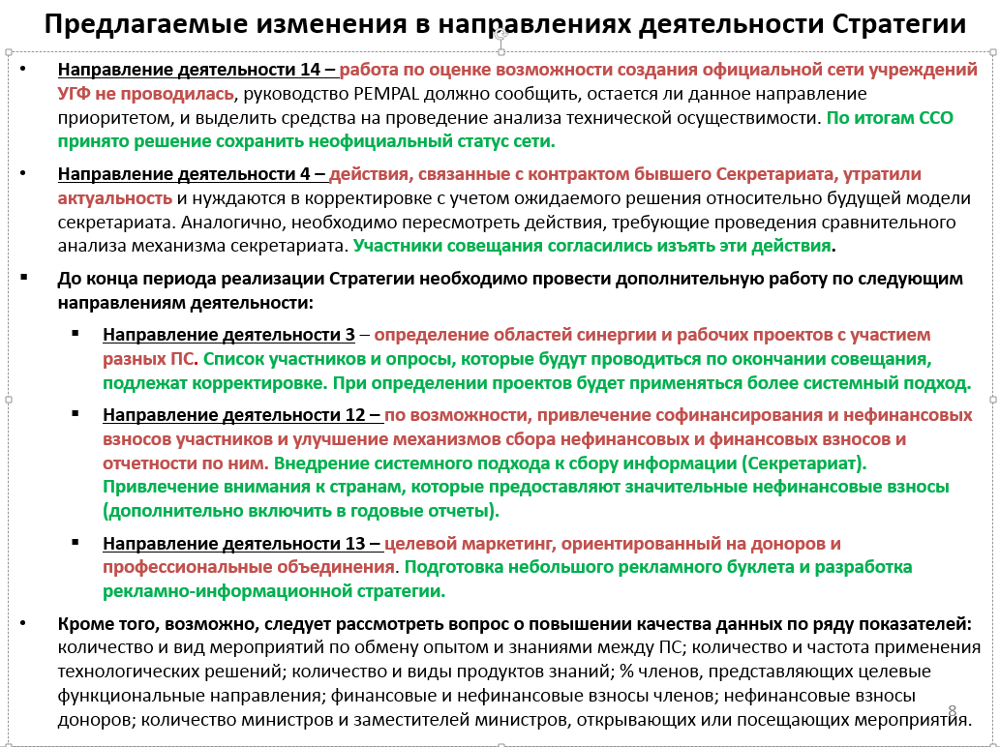 Предлагаемые изменения в направлениях деятельности Стратегии
• Направление деятельности 14 – работа по оценке возможности создания официальной сети учреждений
УГФ не проводилась, руководство PEMPAL должно сообщить, остается ли данное направление
приоритетом, и выделить средства на проведение анализа технической осуществимости. По итогам ССО
принято решение сохранить неофициальный статус сети.
• Направление деятельности 4 – действия, связанные с контрактом бывшего Секретариата, утратили
актуальность и нуждаются в корректировке с учетом ожидаемого решения относительно будущей модели
секретариата. Аналогично, необходимо пересмотреть действия, требующие проведения сравнительного
анализа механизма секретариата. Участники совещания согласились изъять эти действия.
▪ До конца периода реализации Стратегии необходимо провести дополнительную работу по следующим
направлениям деятельности:
▪ Направление деятельности 3 – определение областей синергии и рабочих проектов с участием
разных ПС. Список участников и опросы, которые будут проводиться по окончании совещания,
подлежат корректировке. При определении проектов будет применяться более системный подход.
▪ Направление деятельности 12 – по возможности, привлечение софинансирования и нефинансовых
взносов участников и улучшение механизмов сбора нефинансовых и финансовых взносов и
отчетности по ним. Внедрение системного подхода к сбору информации (Секретариат).
Привлечение внимания к странам, которые предоставляют значительные нефинансовые взносы
(дополнительно включить в годовые отчеты).
▪ Направление деятельности 13 – целевой маркетинг, ориентированный на доноров и
профессиональные объединения. Подготовка небольшого рекламного буклета и разработка
рекламно-информационной стратегии.
• Кроме того, возможно, следует рассмотреть вопрос о повышении качества данных по ряду показателей:
количество и вид мероприятий по обмену опытом и знаниями между ПС; количество и частота применения
технологических решений; количество и виды продуктов знаний; % членов, представляющих целевые
функциональные направления; финансовые и нефинансовые взносы членов; нефинансовые взносы
доноров; количество министров и заместителей министров, открывающих или посещающих мероприятия.
8